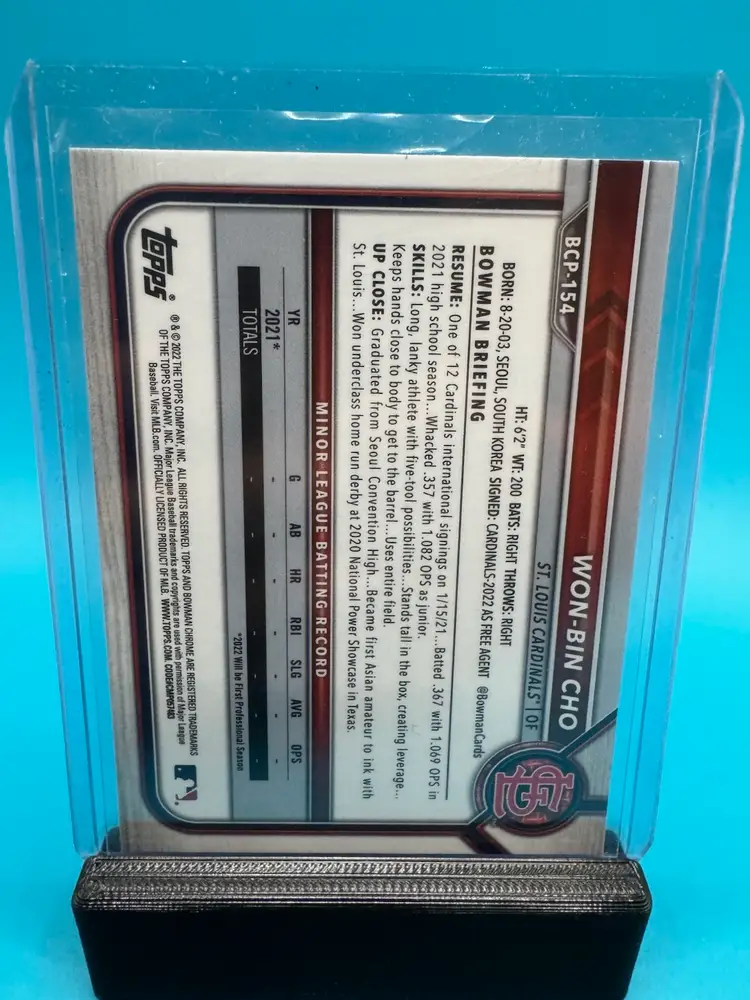 BCP-154
WON-BIN CHO
ST. LOUIS CARDINALS® | OF
HT: 6'2" WT: 200 BATS: RIGHT THROWS: RIGHT
BORN: 8-20-03, SEOUL, SOUTH KOREA SIGNED: CARDINALS-2022 AS FREE AGENT @BowmanCards
BOWMAN BRIEFING
RESUME: One of 12 Cardinals international signings on 1/15/21...Batted .367 with 1.069 OPS in
2021 high school season...Whacked .357 with 1.082 OPS as junior.
SKILLS: Long, lanky athlete with five-tool possibilities...Stands tall in the box, creating leverage...
Keeps hands close to body to get to the barrel...Uses entire field.
UP CLOSE: Graduated from Seoul Convention High...Became first Asian amateur to ink with
St. Louis...Won underclass home run derby at 2020 National Power Showcase in Texas.
MINOR LEAGUE BATTING RECORD
YR G AB HR RBI SLG AVG OPS
2021* - - - - - - -
TOTALS - - - - - - -
*2022 Will be First Professional Season
topps®
® & © 2022 THE TOPPS COMPANY, INC. ALL RIGHTS RESERVED. TOPPS AND BOWMAN CHROME ARE REGISTERED TRADEMARKS
OF THE TOPPS COMPANY, INC. Major League Baseball trademarks and copyrights are used with permission of Major League
Baseball. Visit MLB.com. OFFICIALLY LICENSED PRODUCT OF MLB. WWW.TOPPS.COM. CODE#CMP057483